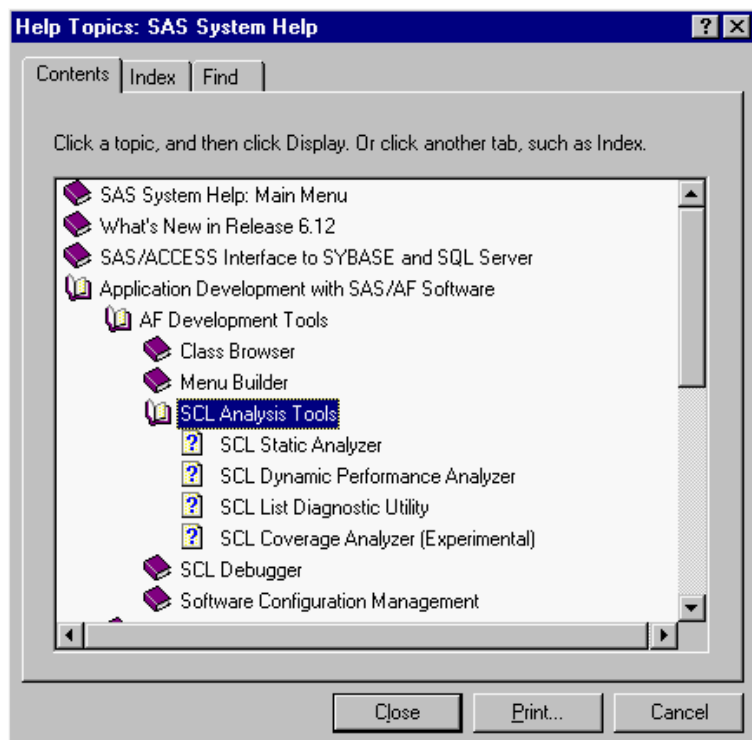 Help Topics: SAS System Help
Contents Index Find
Click a topic, and then click Display. Or click another tab, such as Index.
SAS System Help: Main Menu
What's New in Release 6.12
SAS/ACCESS Interface to SYBASE and SQL Server
Application Development with SAS/AF Software
AF Development Tools
Class Browser
Menu Builder
SCL Analysis Tools
? SCL Static Analyzer
? SCL Dynamic Performance Analyzer
? SCL List Diagnostic Utility
? SCL Coverage Analyzer (Experimental)
SCL Debugger
Software Configuration Management
Close Print... Cancel